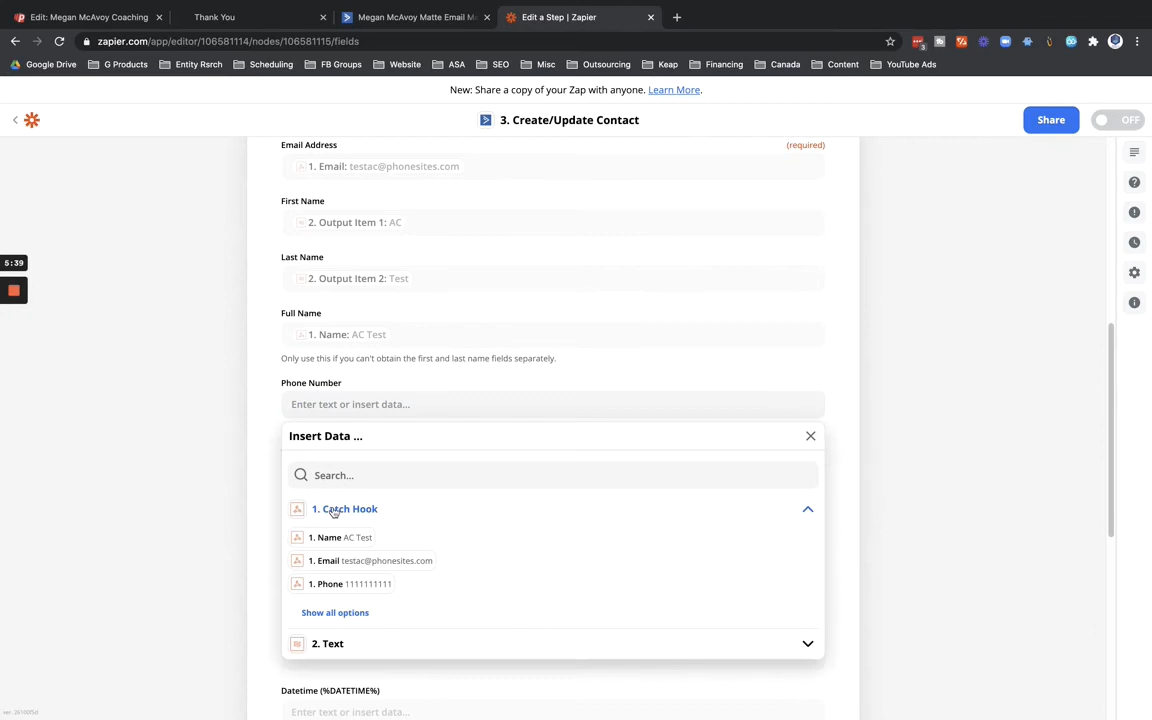 Edit: Megan McAvoy Coaching
Thank You
Megan McAvoy Matte Email Ma
Edit a Step | Zapier
zapier.com/app/editor/106581114/nodes/106581115/fields
3
Google Drive
G Products
Entity Rsrch
Scheduling
FB Groups
Website
ASA
SEO
Misc
Outsourcing
Keap
Financing
Canada
Content
YouTube Ads
New: Share a copy of your Zap with anyone. Learn More.
3. Create/Update Contact
Share
OFF
Email Address
(required)
1. Email: testac@phonesites.com
First Name
2. Output Item 1: AC
Last Name
2. Output Item 2: Test
5:39
Full Name
1. Name: AC Test
Only use this if you can't obtain the first and last name fields separately.
Phone Number
Enter text or insert data...
Insert Data ...
Search...
1. Catch Hook
1. Name AC Test
1. Email testac@phonesites.com
1. Phone 1111111111
Show all options
2. Text
Datetime (%DATETIME%)
Enter text or insert data...